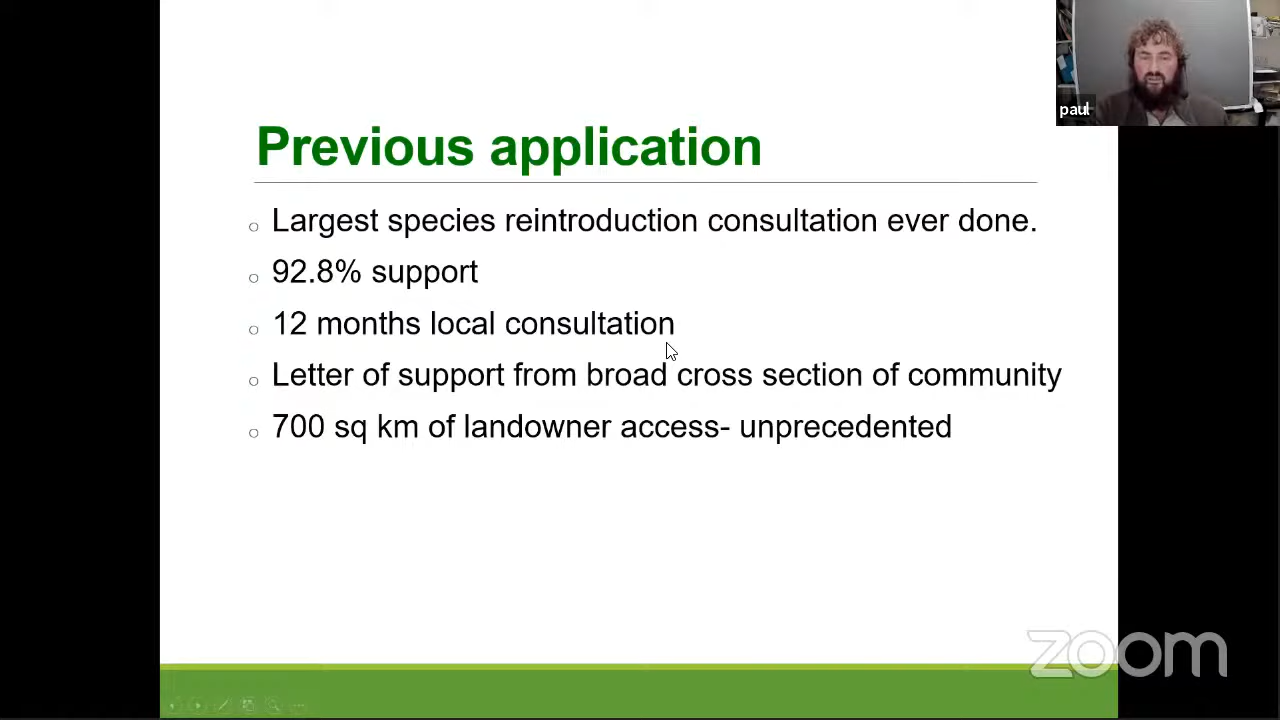 paul
Previous application
Largest species reintroduction consultation ever done.
92.8% support
12 months local consultation
Letter of support from broad cross section of community
700 sq km of landowner access- unprecedented
zoom